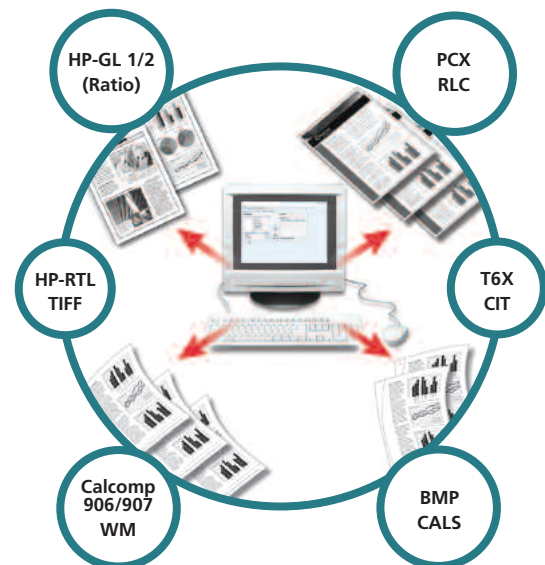 HP-GL 1/2
(Ratio)
PCX
RLC
HP-RTL
TIFF
T6X
CIT
Calcomp
906/907
WM
BMP
CALS